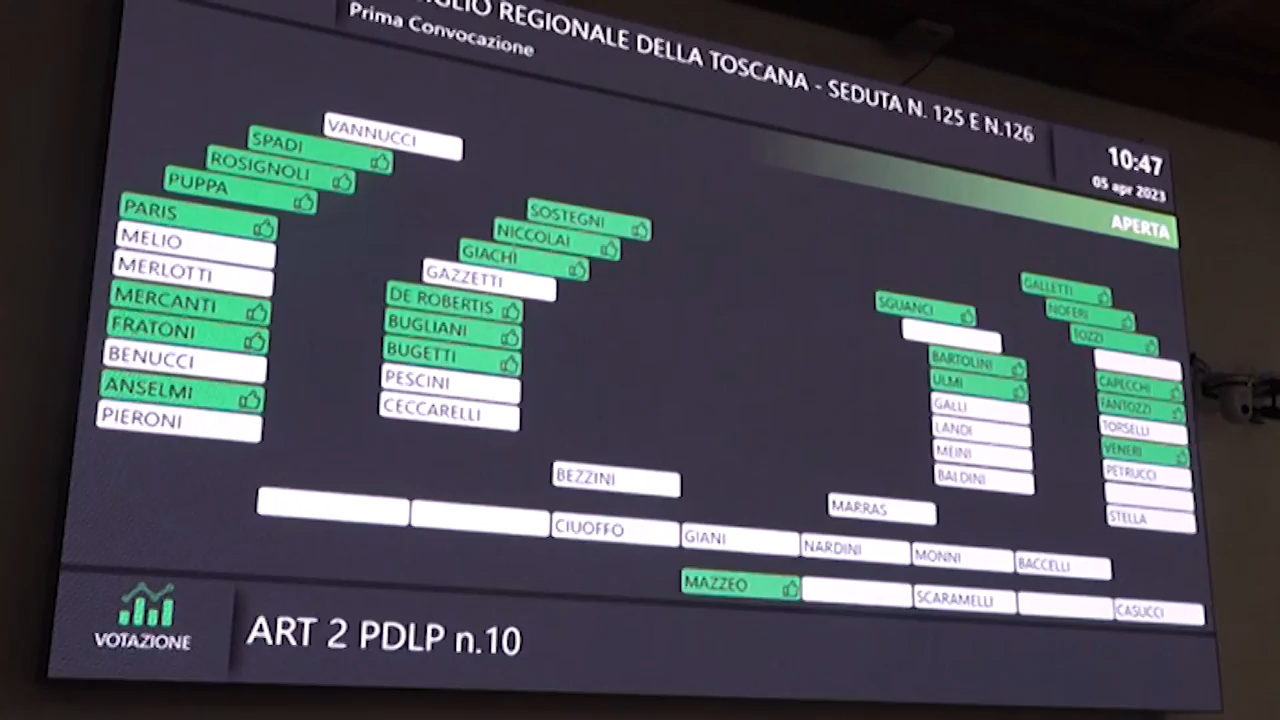 IGLIO REGIONALE DELLA TOSCANA - SEDUTA N. 125 E N.126
Prima Convocazione
10:47
05 apr 2023
APERTA
VANNUCCI
SPADI
ROSIGNOLI
PUPPA
PARIS
MELIO
MERLOTTI
MERCANTI
FRATONI
BENUCCI
ANSELMI
PIERONI
SOSTEGNI
NICCOLAI
GIACHI
GAZZETTI
DE ROBERTIS
BUGLIANI
BUGETTI
PESCINI
CECCARELLI
SGUANCI
BARTOLINI
ULMI
GALLI
LANDI
MEINI
BALDINI
GALLETTI
NOFERI
TOZZI
CAPECCHI
FANTOZZI
TORSELLI
VENERI
PETRUCCI
STELLA
BEZZINI
MARRAS
CIUOFFO GIANI NARDINI MONNI BACCELLI
MAZZEO SCARAMELLI CASUCCI
VOTAZIONE
ART 2 PDLP n.10